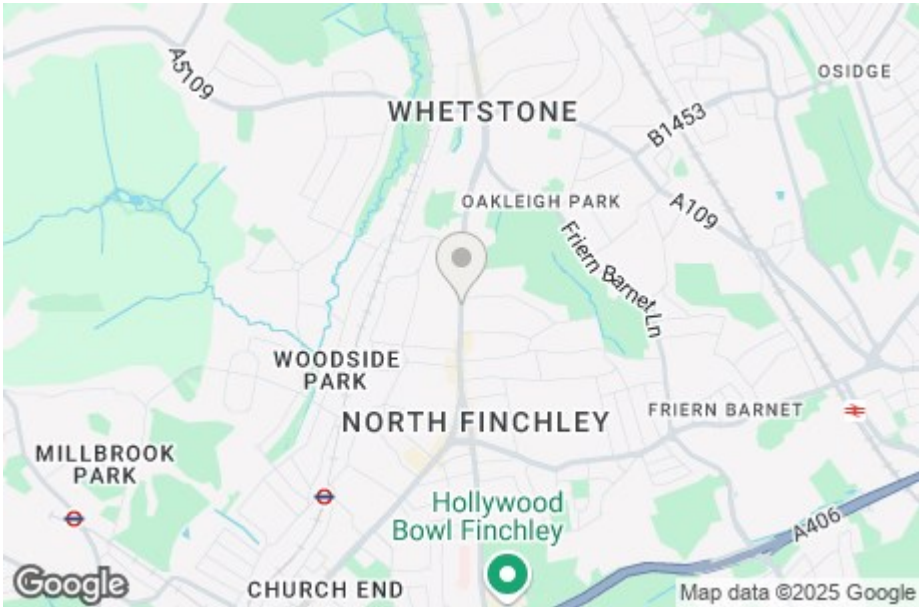 A5109
OSIDGE
WHETSTONE
B1453
OAKLEIGH PARK
A109
Friern Barnet Ln
WOODSIDE
PARK
NORTH FINCHLEY
FRIERN BARNET
MILLBROOK
PARK
Hollywood
Bowl Finchley
A406
CHURCH END
Google
Map data ©2025 Google